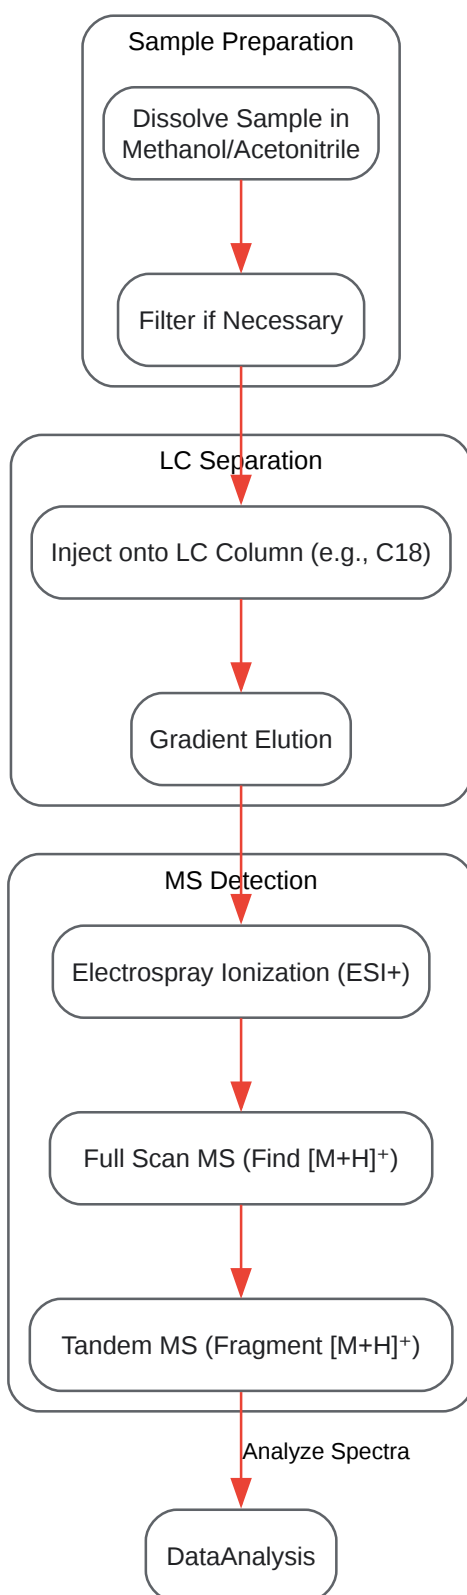 Sample Preparation
Dissolve Sample in
Methanol/Acetonitrile
Filter if Necessary
LC Separation
Inject onto LC Column (e.g., C18)
Gradient Elution
MS Detection
Electrospray Ionization (ESI+)
Full Scan MS (Find [M+H]⁺)
Tandem MS (Fragment [M+H]⁺)
Analyze Spectra
DataAnalysis